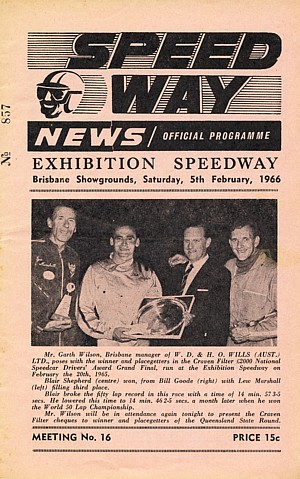 SPEED
WAY
Nº 857
NEWS / OFFICIAL PROGRAMME
EXHIBITION SPEEDWAY
Brisbane Showgrounds, Saturday, 5th February, 1966
Mr. Garth Wilson, Brisbane manager of W. D. & H. O. WILLS (AUST.)
LTD., poses with the winner and placegetters in the Craven Filter £2000 National
Speedcar Drivers' Award Grand Final, run at the Exhibition Speedway on
February the 20th, 1965.
Blair Shepherd (centre) won, from Bill Goode (right) with Lew Marshall
(left) filling third place.
Blair broke the fifty lap record in this race with a time of 14 min. 57 3-5
secs. He lowered this time to 14 min. 46 2-5 secs. a month later when he won
the World 50 Lap Championship.
Mr. Wilson will be in attendance again tonight to present the Craven
Filter cheques to winner and placegetters of the Queensland State Round.
MEETING No. 16 PRICE 15c